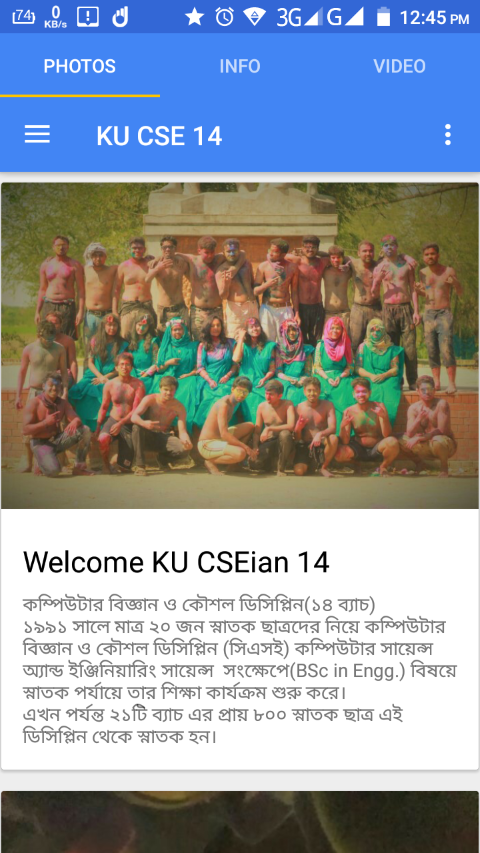 74
0
KB/s
3G G 12:45 PM
PHOTOS INFO VIDEO
KU CSE 14
Welcome KU CSEian 14
কম্পিউটার বিজ্ঞান ও কৌশল ডিসিপ্লিন(১৪ ব্যাচ)
১৯৯১ সালে মাত্র ২০ জন স্নাতক ছাত্রদের নিয়ে কম্পিউটার
বিজ্ঞান ও কৌশল ডিসিপ্লিন (সিএসই) কম্পিউটার সায়েন্স
অ্যান্ড ইঞ্জিনিয়ারিং সায়েন্স সংক্ষেপে(BSc in Engg.) বিষয়ে
স্নাতক পর্যায়ে তার শিক্ষা কার্যক্রম শুরু করে।
এখন পর্যন্ত ২১টি ব্যাচ এর প্রায় ৮০০ স্নাতক ছাত্র এই
ডিসিপ্লিন থেকে স্নাতক হন।